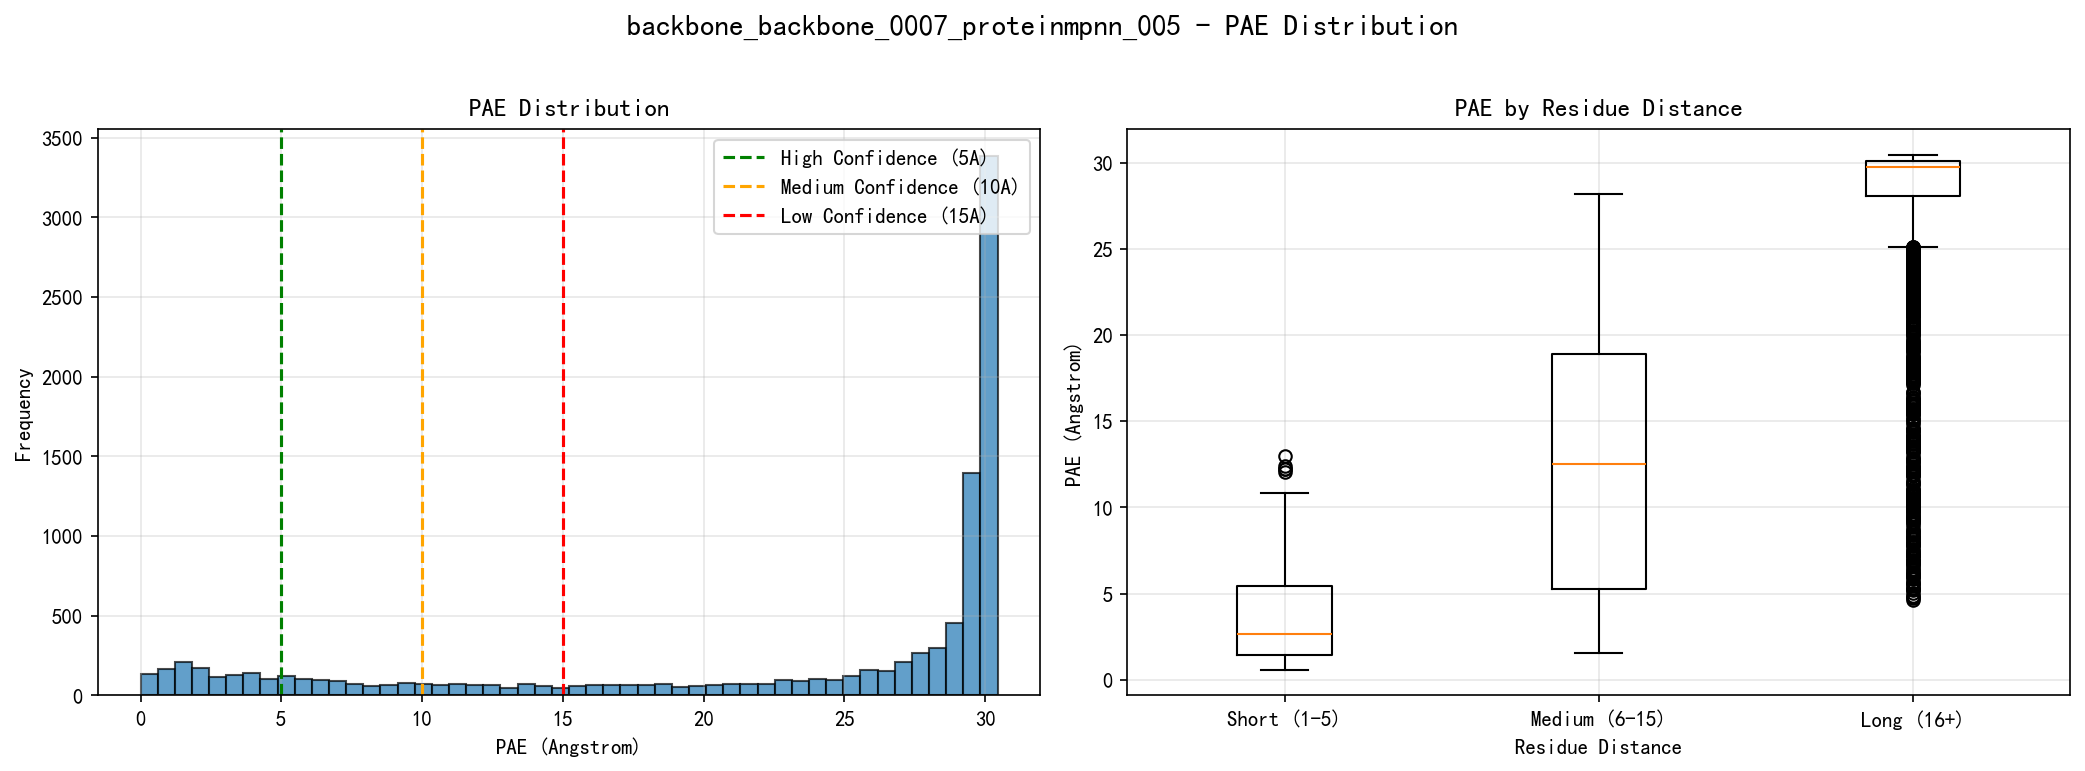 backbone_backbone_0007_proteinmpnn_005 - PAE Distribution
PAE Distribution
3500
3000
2500
2000
1500
1000
500
0
Frequency
High Confidence (5A)
Medium Confidence (10A)
Low Confidence (15A)
0 5 10 15 20 25 30
PAE (Angstrom)
PAE by Residue Distance
30
25
20
15
10
5
0
PAE (Angstrom)
Short (1-5) Medium (6-15) Long (16+)
Residue Distance